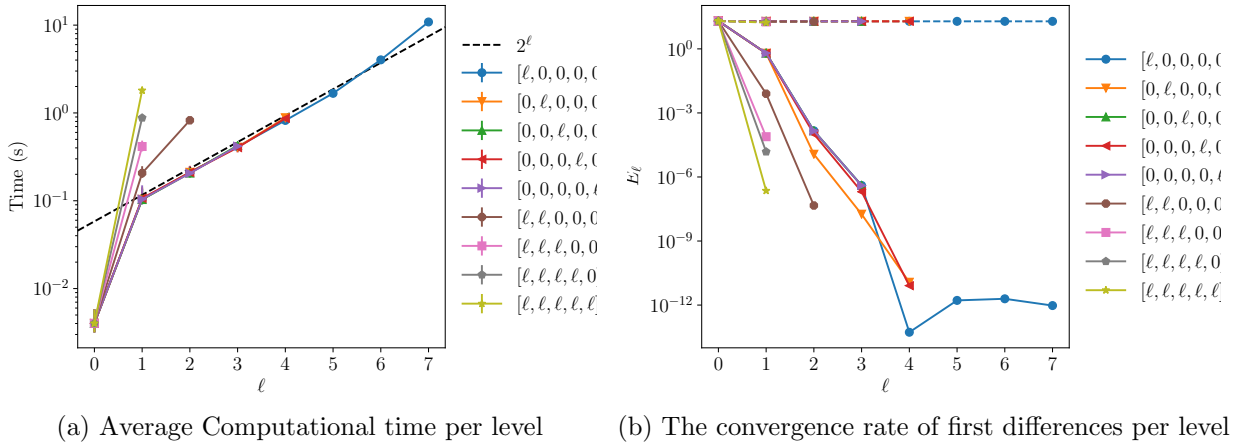 10¹
10⁰
10⁻¹
10⁻²
Time (s)
0 1 2 3 4 5 6 7
ℓ
2^ℓ
[ℓ, 0, 0, 0, 0
[0, ℓ, 0, 0, 0
[0, 0, ℓ, 0, 0
[0, 0, 0, ℓ, 0
[0, 0, 0, 0, ℓ
[ℓ, ℓ, 0, 0, 0
[ℓ, ℓ, ℓ, 0, 0
[ℓ, ℓ, ℓ, ℓ, 0
[ℓ, ℓ, ℓ, ℓ, ℓ]
(a) Average Computational time per level
10⁰
10⁻³
10⁻⁶
10⁻⁹
10⁻¹²
E_ℓ
0 1 2 3 4 5 6 7
ℓ
[ℓ, 0, 0, 0, 0
[0, ℓ, 0, 0, 0
[0, 0, ℓ, 0, 0
[0, 0, 0, ℓ, 0
[0, 0, 0, 0, ℓ
[ℓ, ℓ, 0, 0, 0
[ℓ, ℓ, ℓ, 0, 0
[ℓ, ℓ, ℓ, ℓ, 0
[ℓ, ℓ, ℓ, ℓ, ℓ]
(b) The convergence rate of first differences per level